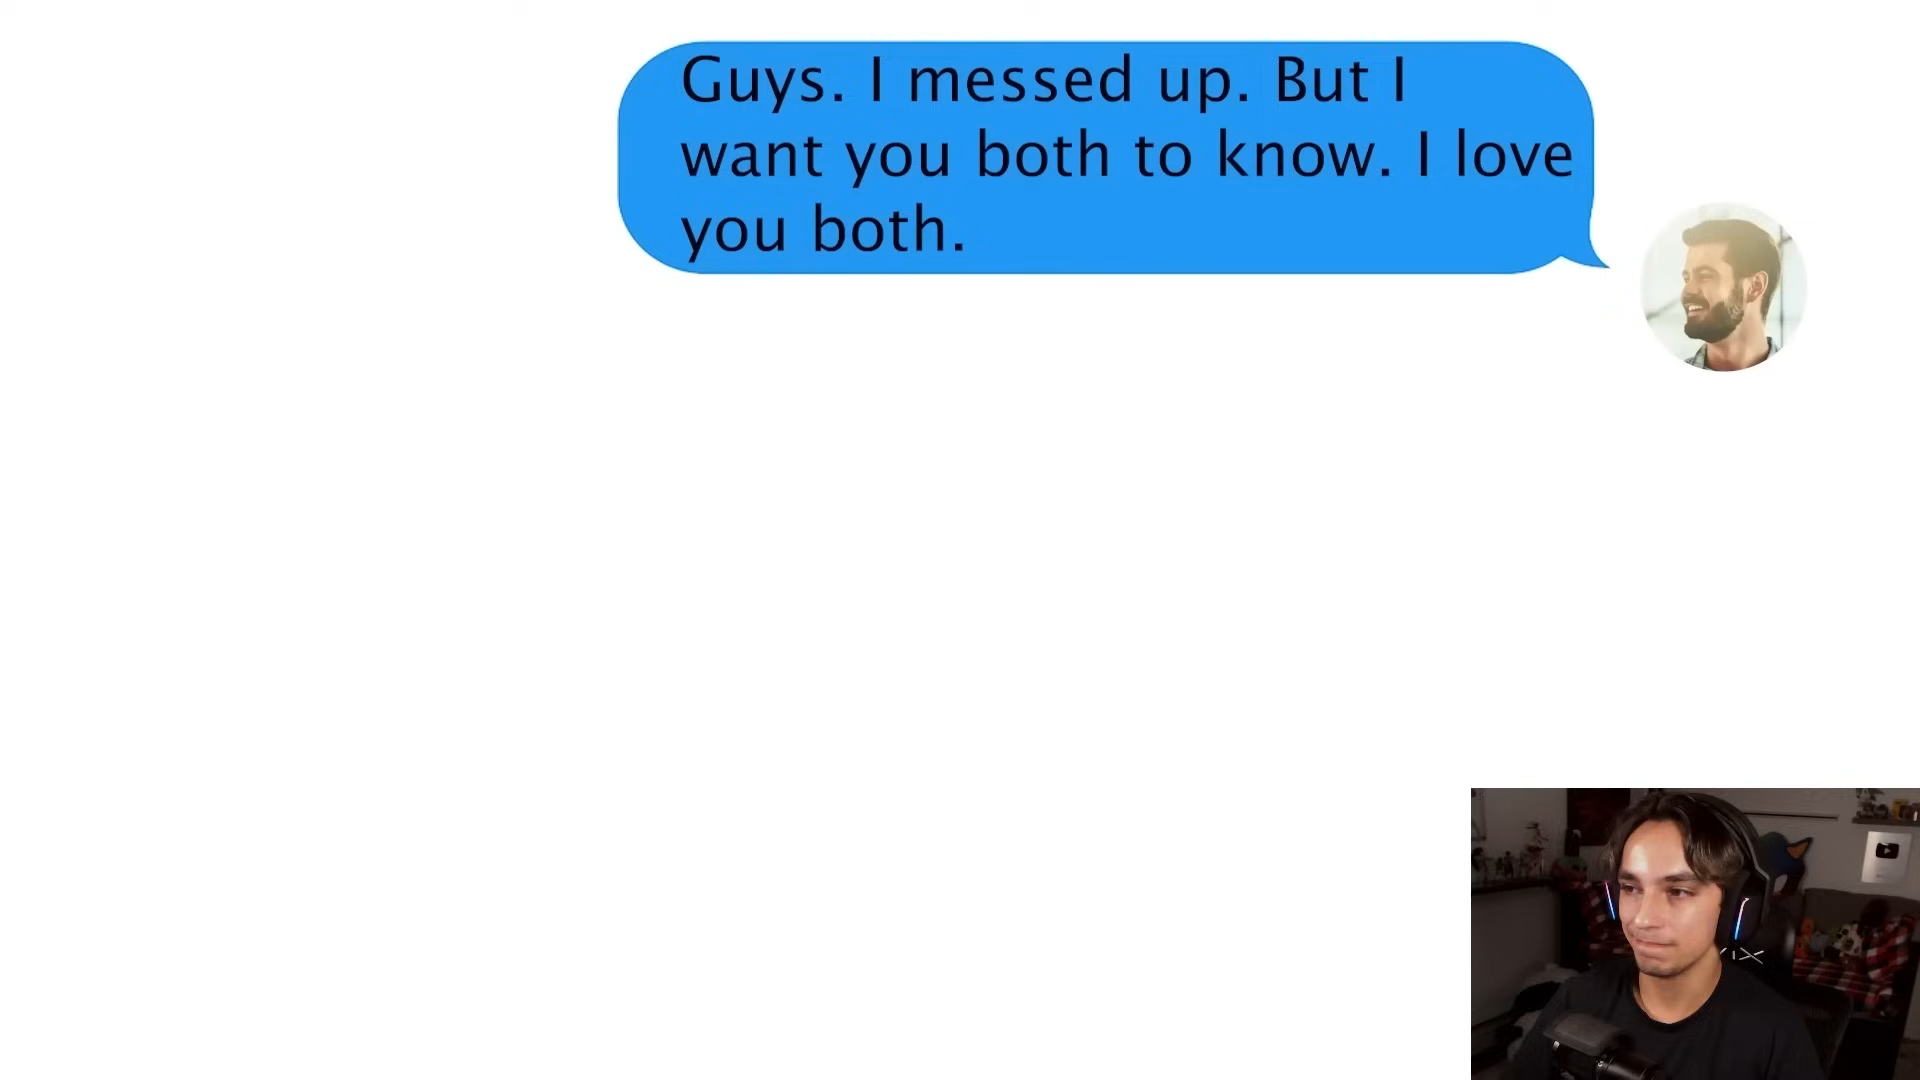 Guys. I messed up. But I
want you both to know. I love
you both.